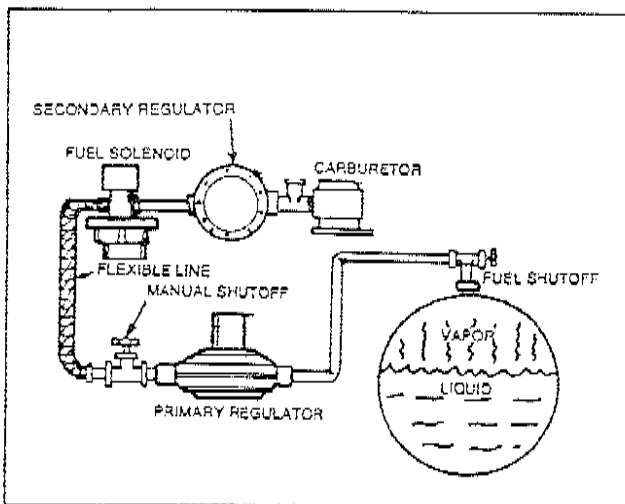 SECONDARY REGULATOR
FUEL SOLENOID
CARBURETOR
FLEXIBLE LINE
MANUAL SHUTOFF
FUEL SHUTOFF
VAPOR
LIQUID
PRIMARY REGULATOR